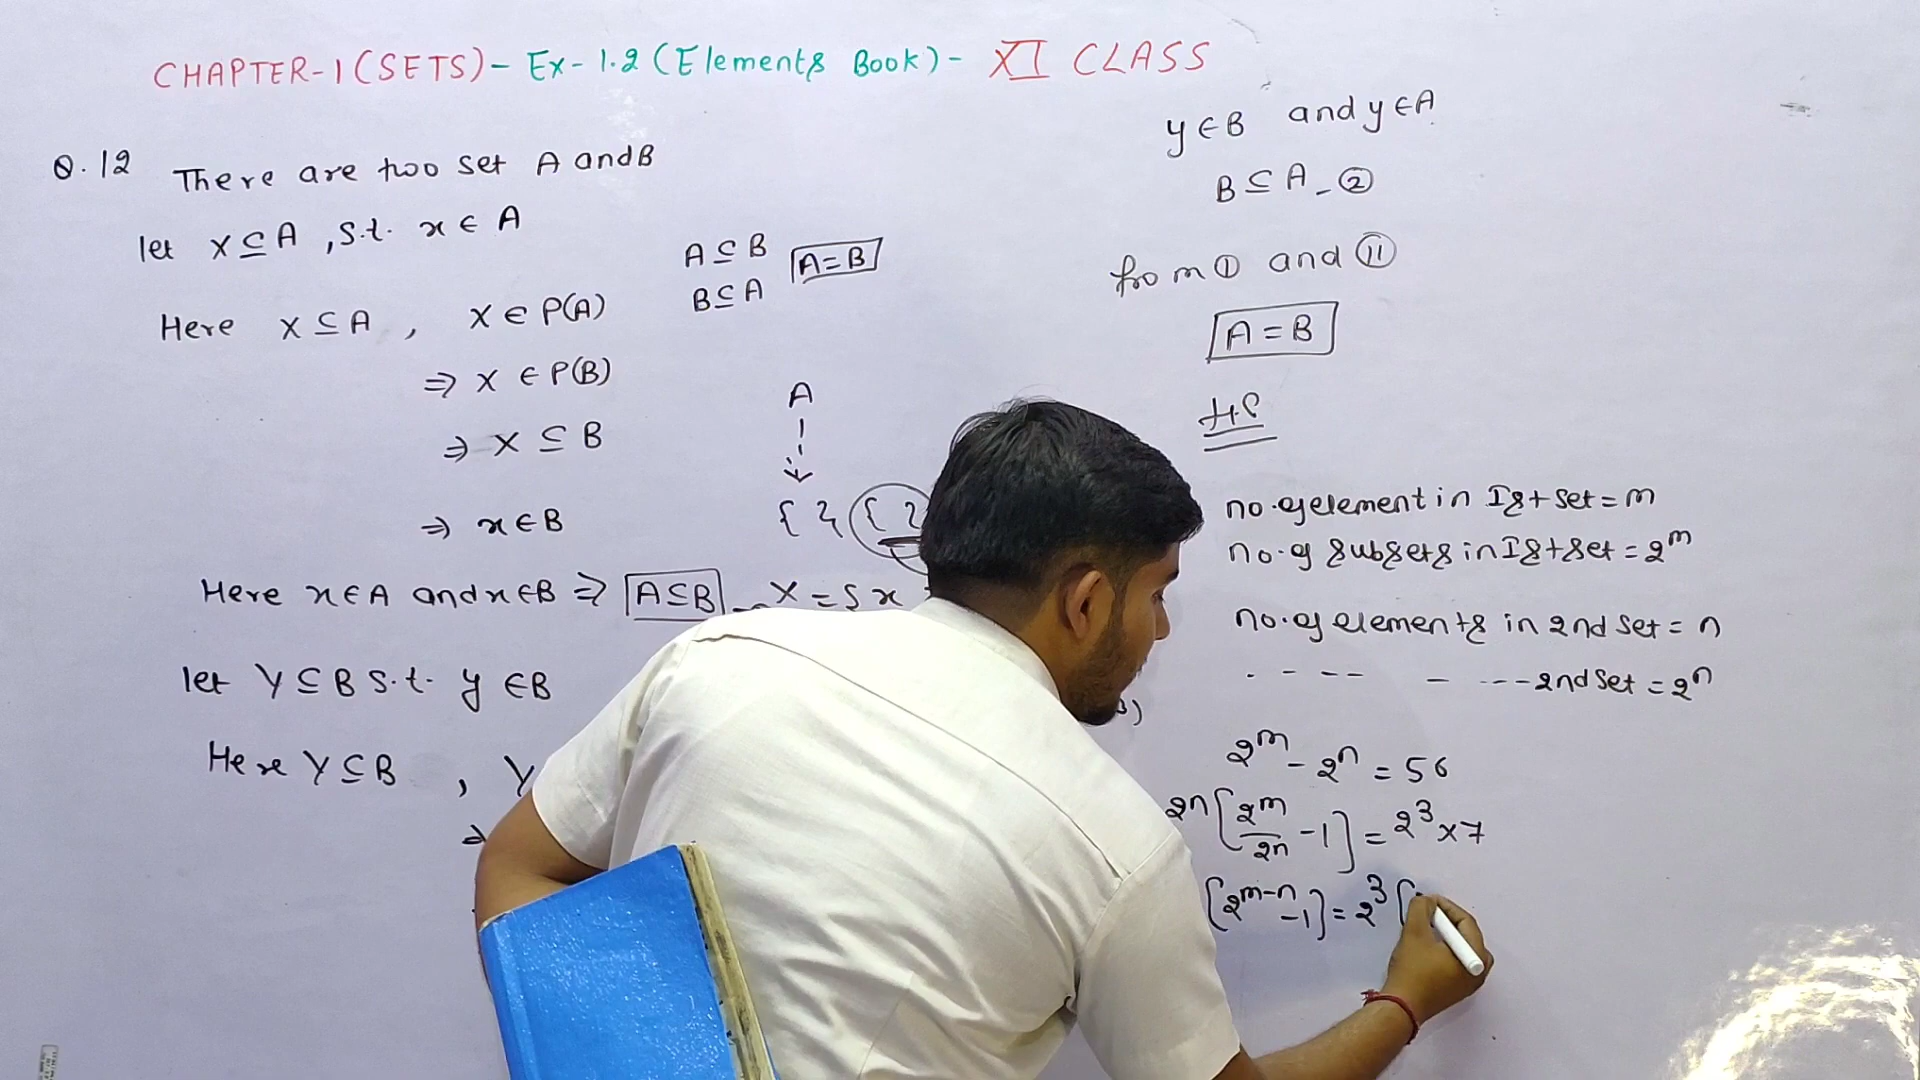 CHAPTER-1(SETS)- Ex-1.2 (Elements Book)- XI CLASS
Q.12 There are two set A and B
let X⊆A, s.t. x∈A
Here X⊆A, X∈P(A)
⇒ X∈P(B)
⇒ X⊆B
⇒ x∈B
Here x∈A and x∈B ⇒ A⊆B
let Y⊆B s.t. y∈B
Here Y⊆B, Y
⇒
A⊆B
B⊆A
A=B
A
{ } { }
X = { x
y∈B and y∈A
B⊆A - ②
from ① and ⑪
A=B
H.P
no. of element in Ist set = m
no. of subsets in Ist set = 2^m
no. of elements in 2nd set = n
. - -- - --- 2nd set = 2^n
2^m - 2^n = 56
2^n [2^m/2^n - 1] = 2^3 × 7
[2^m-n - 1] = 2^3 [